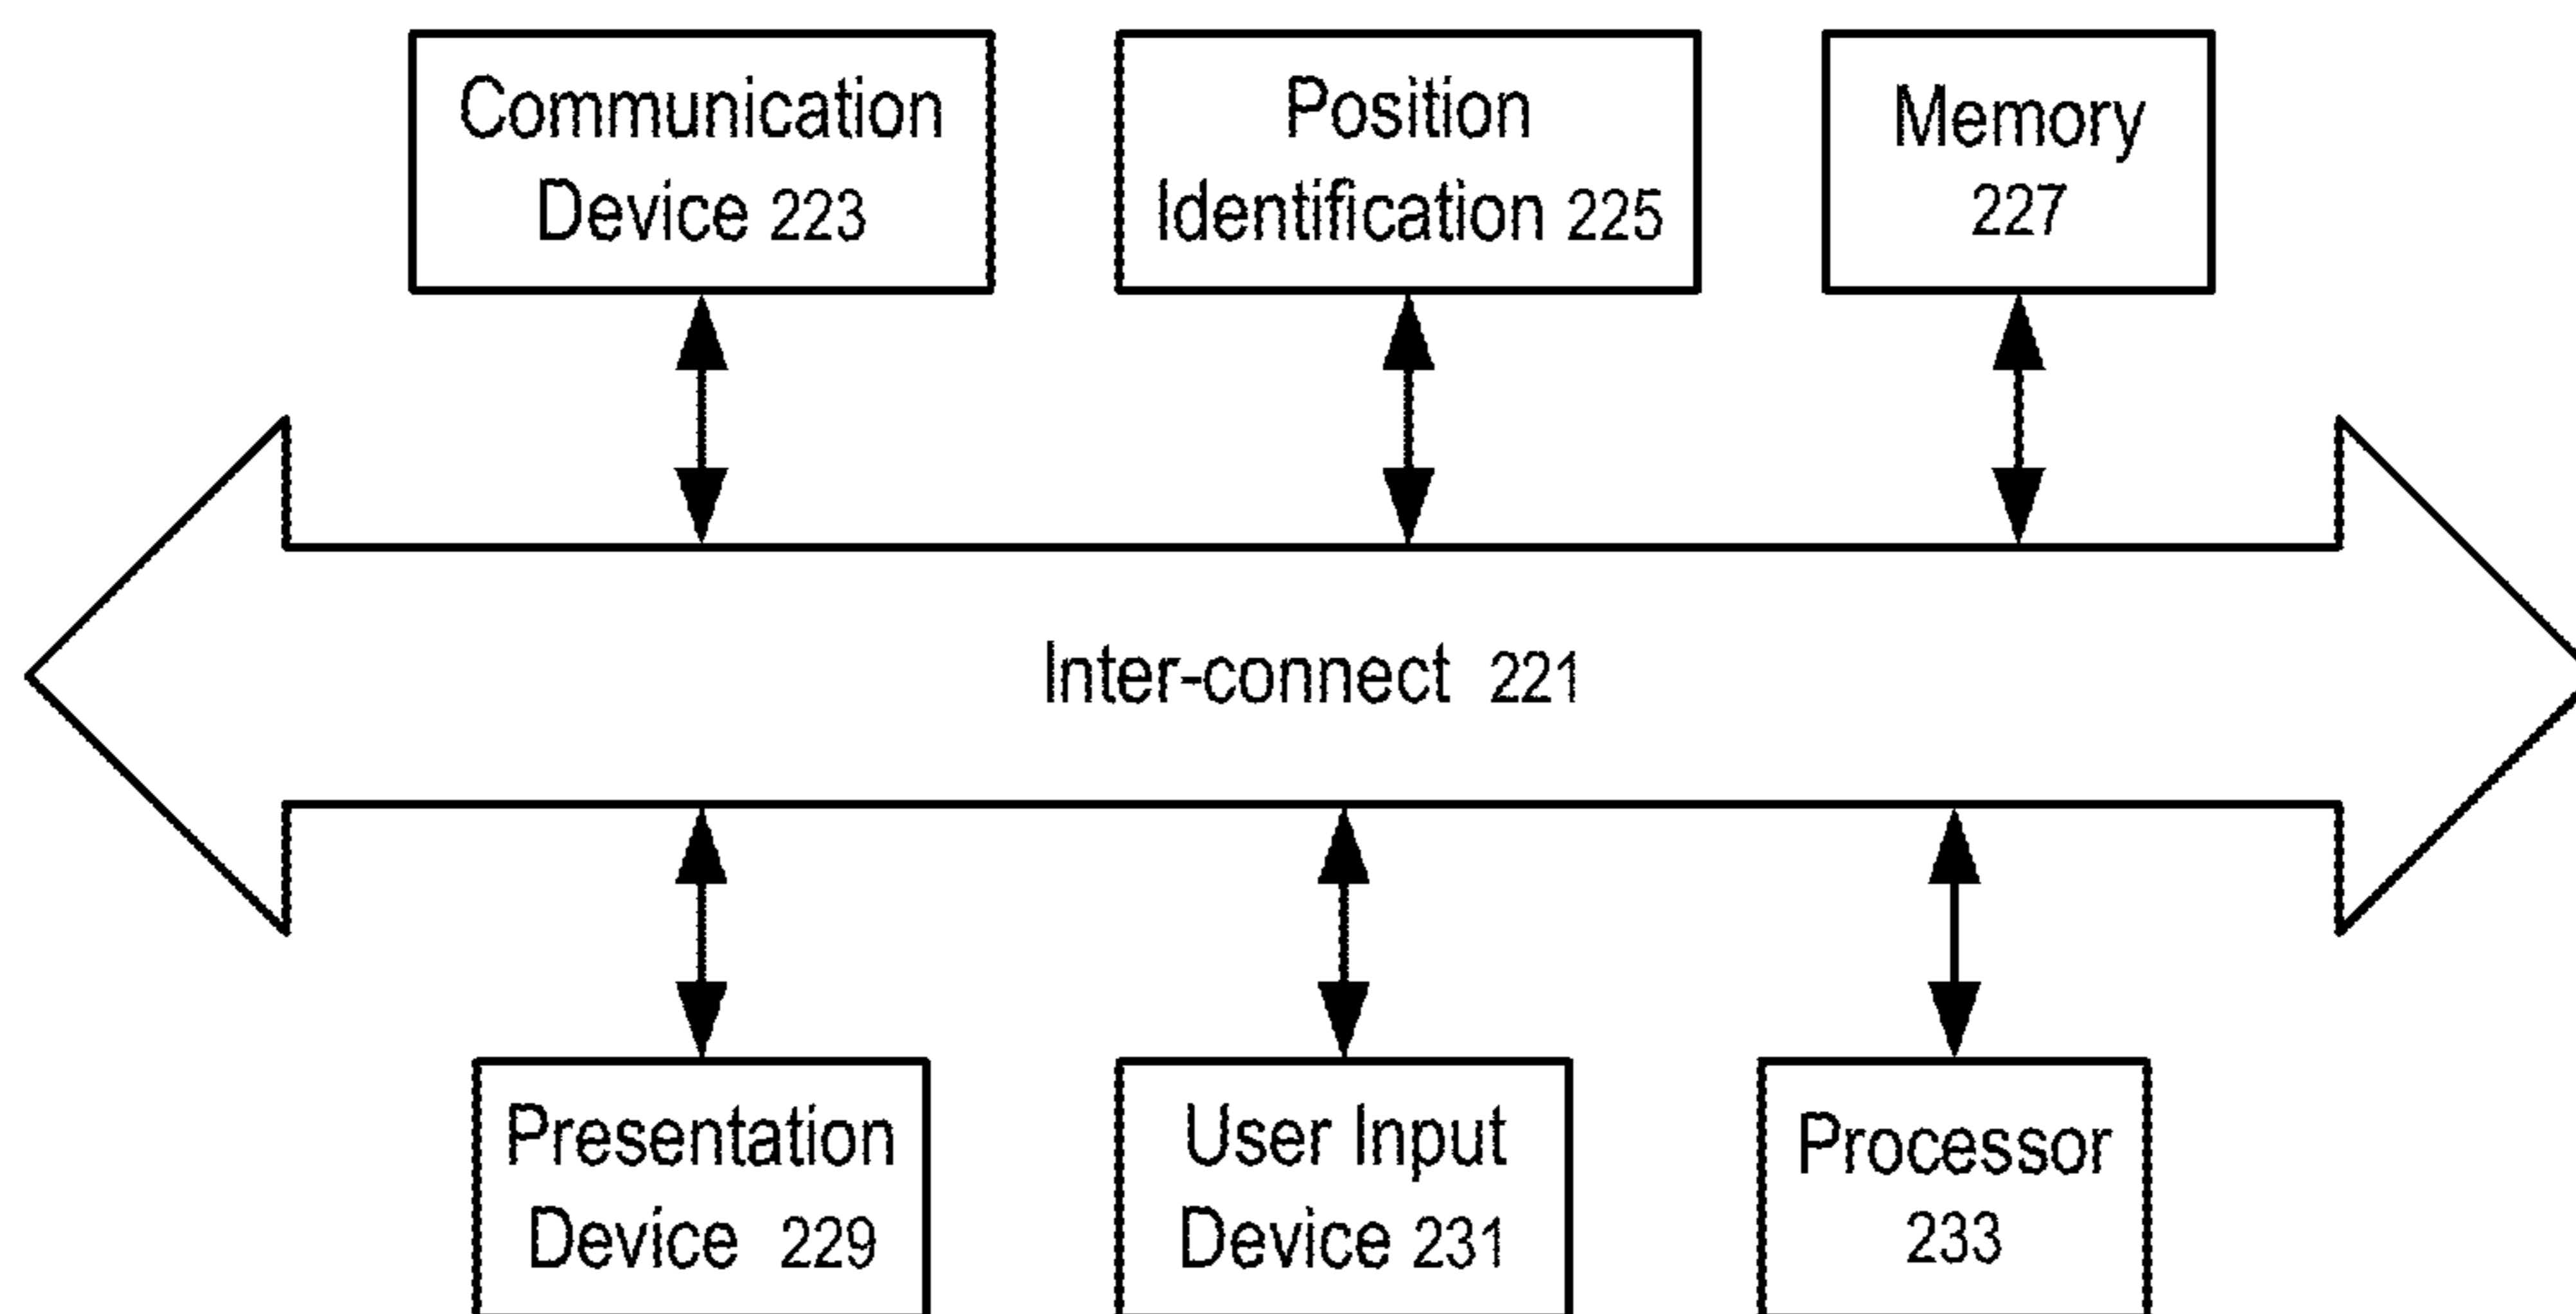 Communication
Device 223
Position
Identification 225
Memory
227
Inter-connect 221
Presentation
Device 229
User Input
Device 231
Processor
233